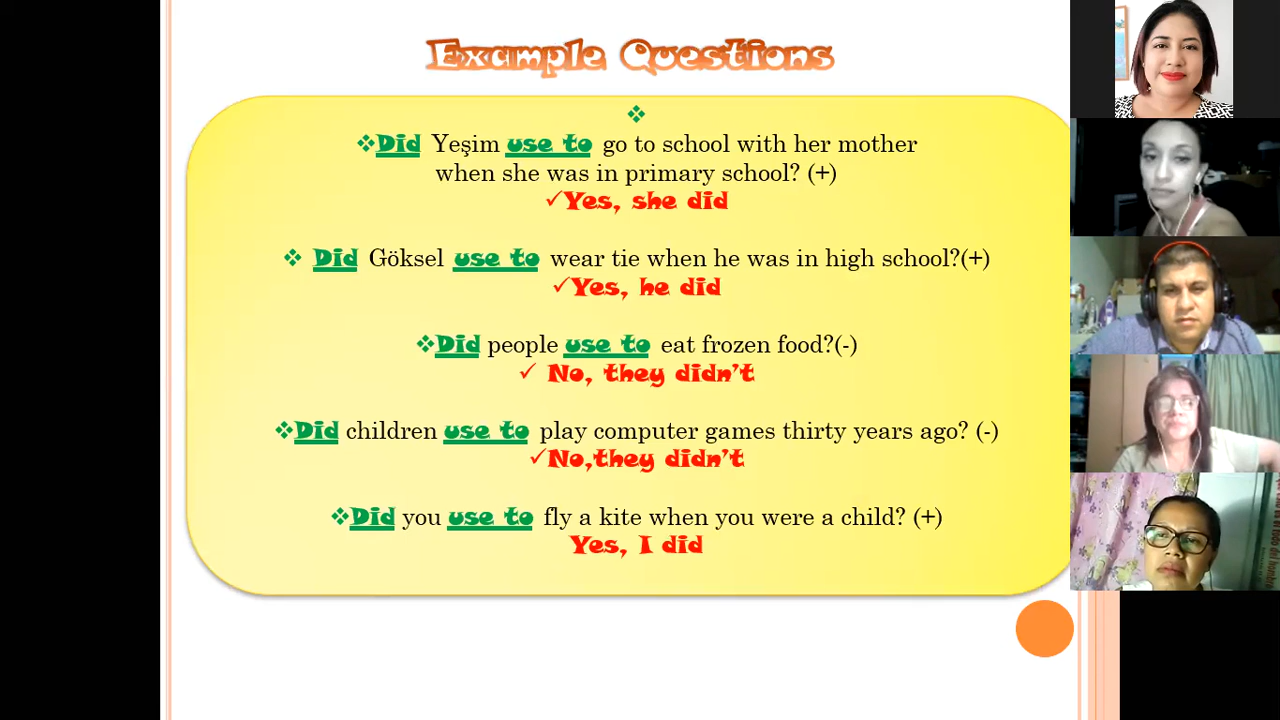 Example Questions
❖
❖Did Yeşim use to go to school with her mother
when she was in primary school? (+)
✓Yes, she did
❖ Did Göksel use to wear tie when he was in high school?(+)
✓Yes, he did
❖Did people use to eat frozen food?(-)
✓ No, they didn't
❖Did children use to play computer games thirty years ago? (-)
✓No,they didn't
❖Did you use to fly a kite when you were a child? (+)
Yes, I did